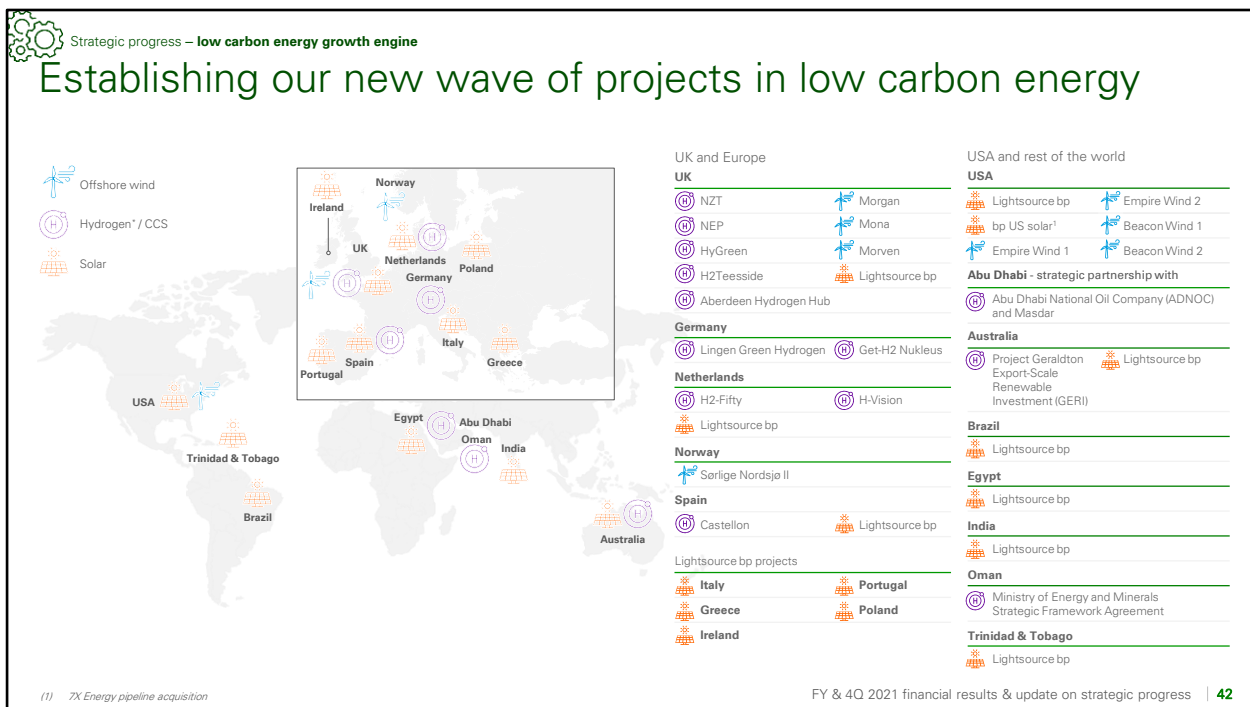 Strategic progress – low carbon energy growth engine
Establishing our new wave of projects in low carbon energy
Offshore wind
Hydrogen* / CCS
Solar
Norway
Ireland
UK
Netherlands
Germany
Poland
Portugal
Spain
Italy
Greece
USA
Trinidad & Tobago
Brazil
Egypt
Abu Dhabi
Oman
India
Australia
UK and Europe
UK
H NZT
Morgan
H NEP
Mona
H HyGreen
Morven
H H2Teesside
Lightsource bp
H Aberdeen Hydrogen Hub
Germany
H Lingen Green Hydrogen
H Get-H2 Nukleus
Netherlands
H H2-Fifty
H H-Vision
Lightsource bp
Norway
Sørlige Nordsjø II
Spain
H Castellon
Lightsource bp
Lightsource bp projects
Italy
Portugal
Greece
Poland
Ireland
USA and rest of the world
USA
Lightsource bp
Empire Wind 2
bp US solar¹
Beacon Wind 1
Empire Wind 1
Beacon Wind 2
Abu Dhabi - strategic partnership with
H Abu Dhabi National Oil Company (ADNOC)
and Masdar
Australia
H Project Geraldton
Export-Scale
Renewable
Investment (GERI)
Lightsource bp
Brazil
Lightsource bp
Egypt
Lightsource bp
India
Lightsource bp
Oman
H Ministry of Energy and Minerals
Strategic Framework Agreement
Trinidad & Tobago
Lightsource bp
(1) 7X Energy pipeline acquisition
FY & 4Q 2021 financial results & update on strategic progress | 42